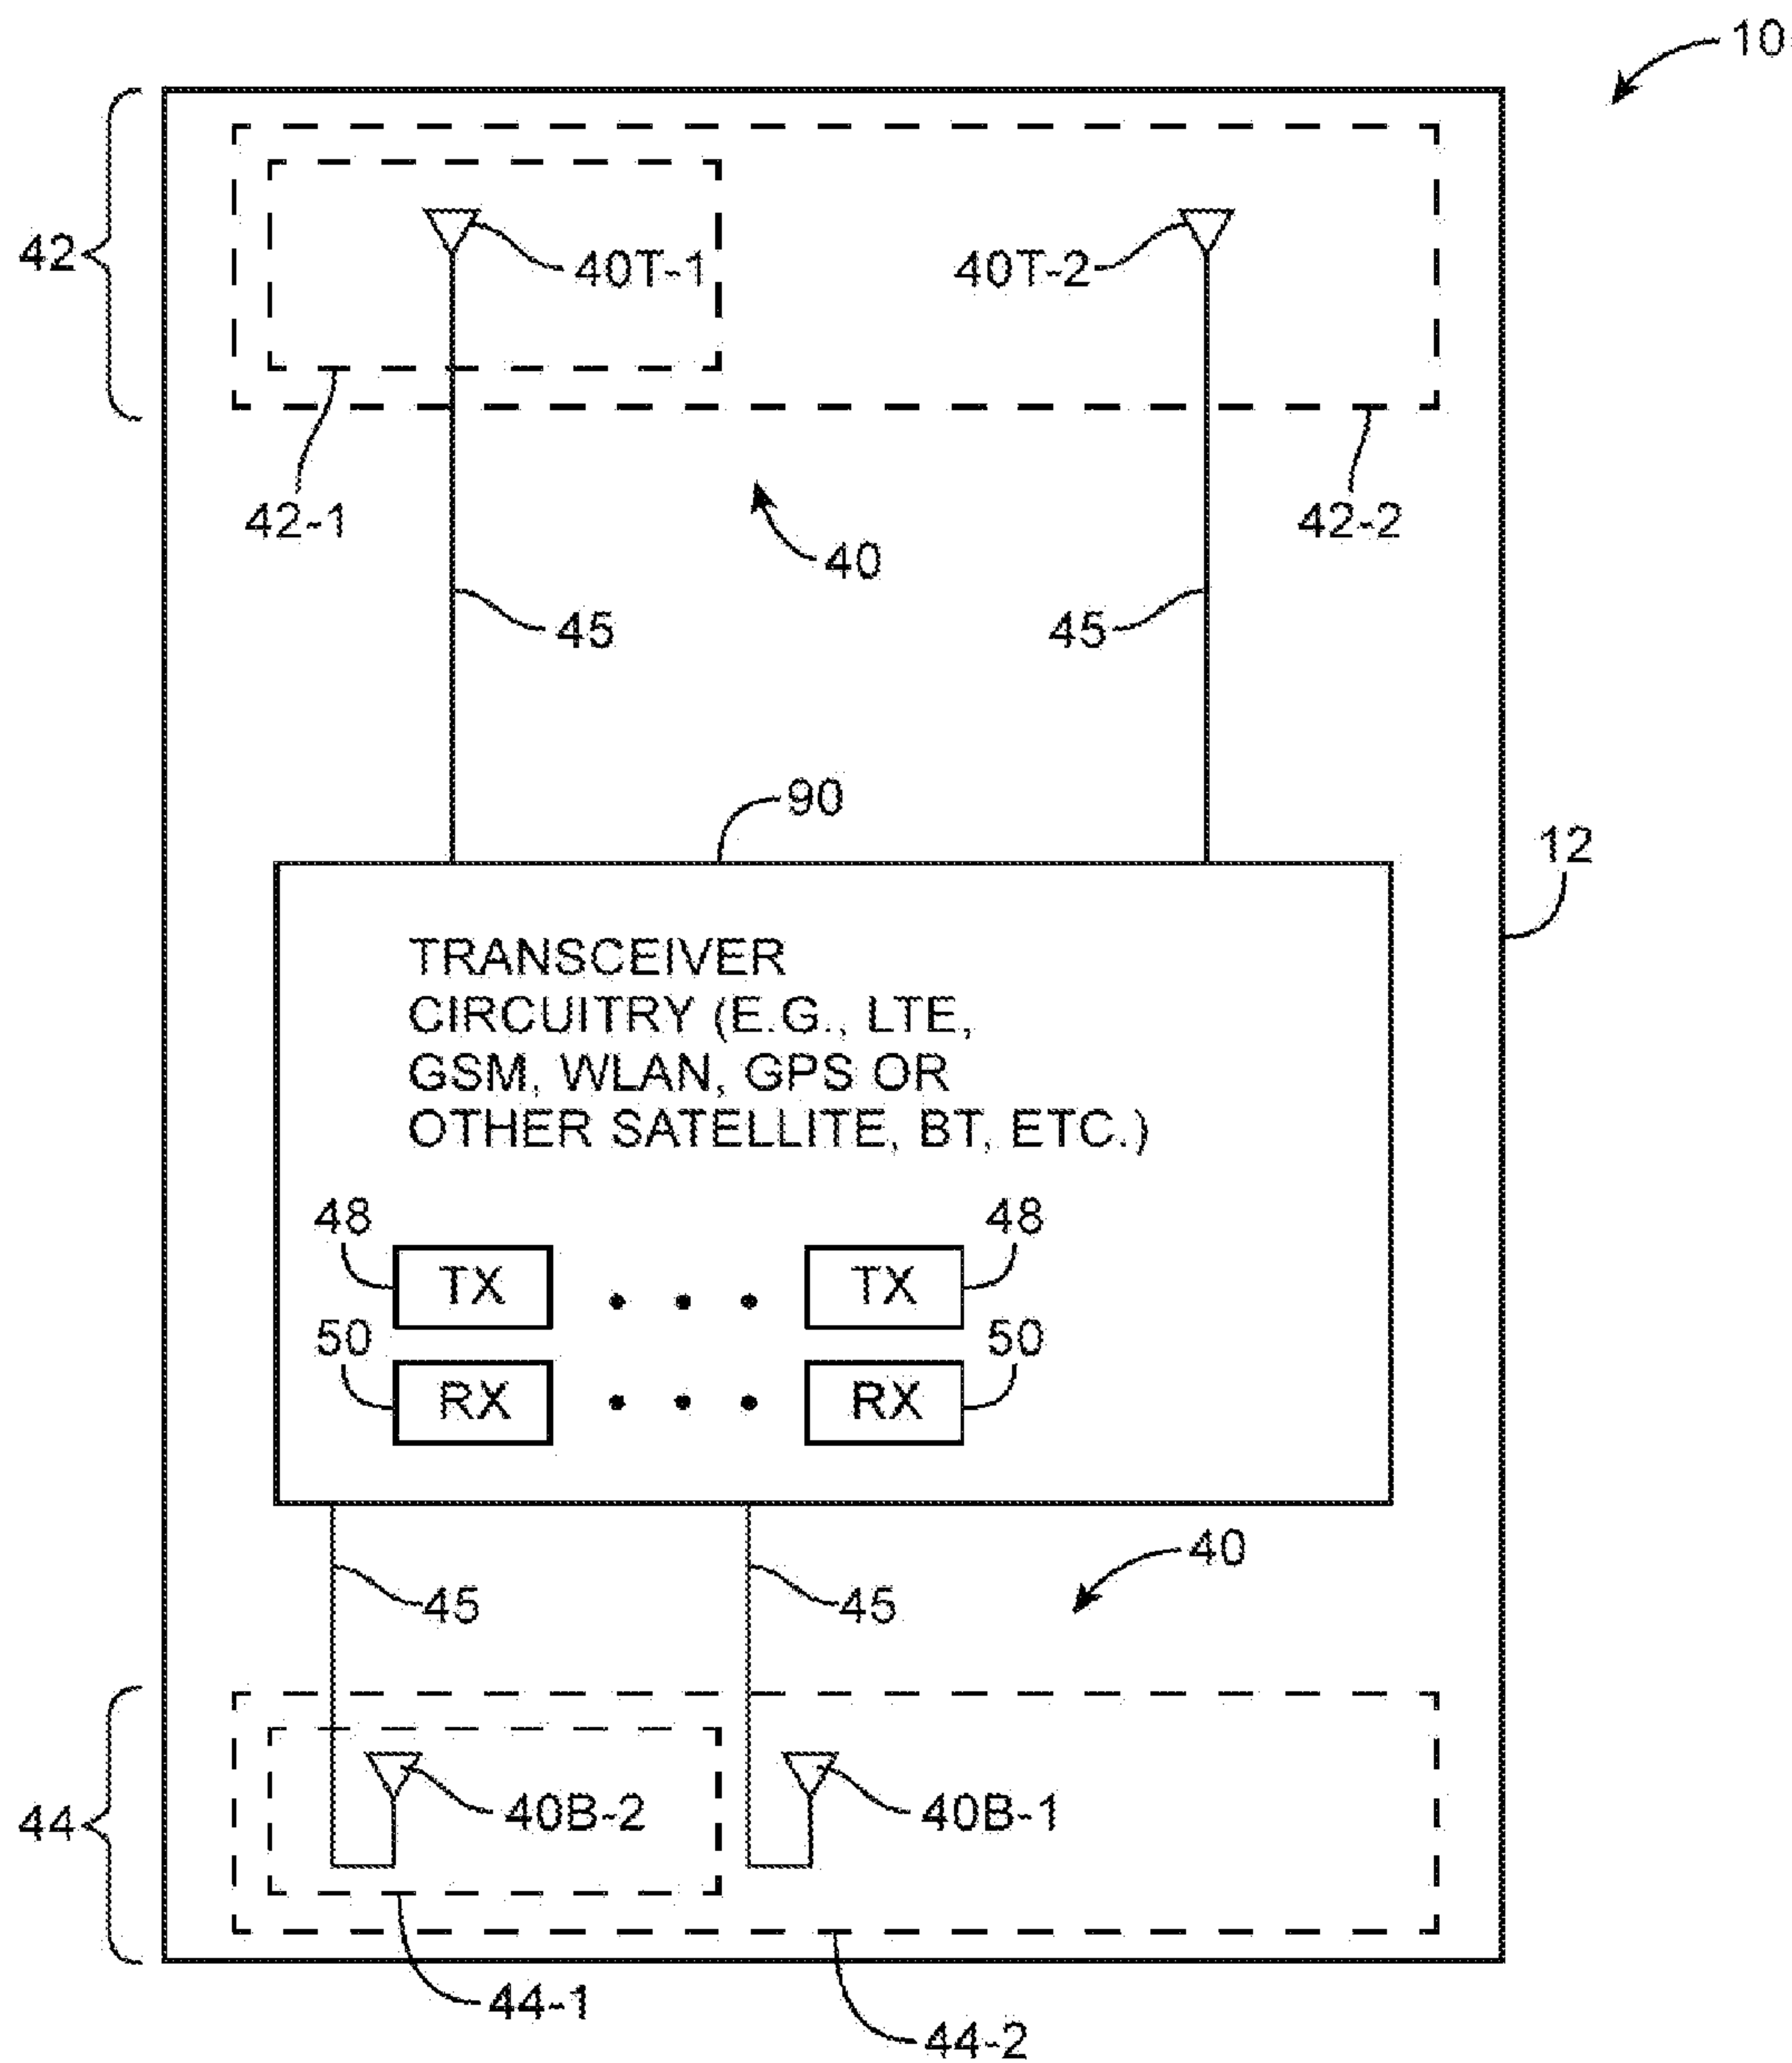 10
42
40T-1
40T-2
42-1
42-2
40
45
45
90
12
TRANSCEIVER
CIRCUITRY (E.G., LTE,
GSM, WLAN, GPS OR
OTHER SATELLITE, BT, ETC.)
48
48
TX
TX
50
50
RX
RX
40
45
45
44
40B-2
40B-1
44-1
44-2